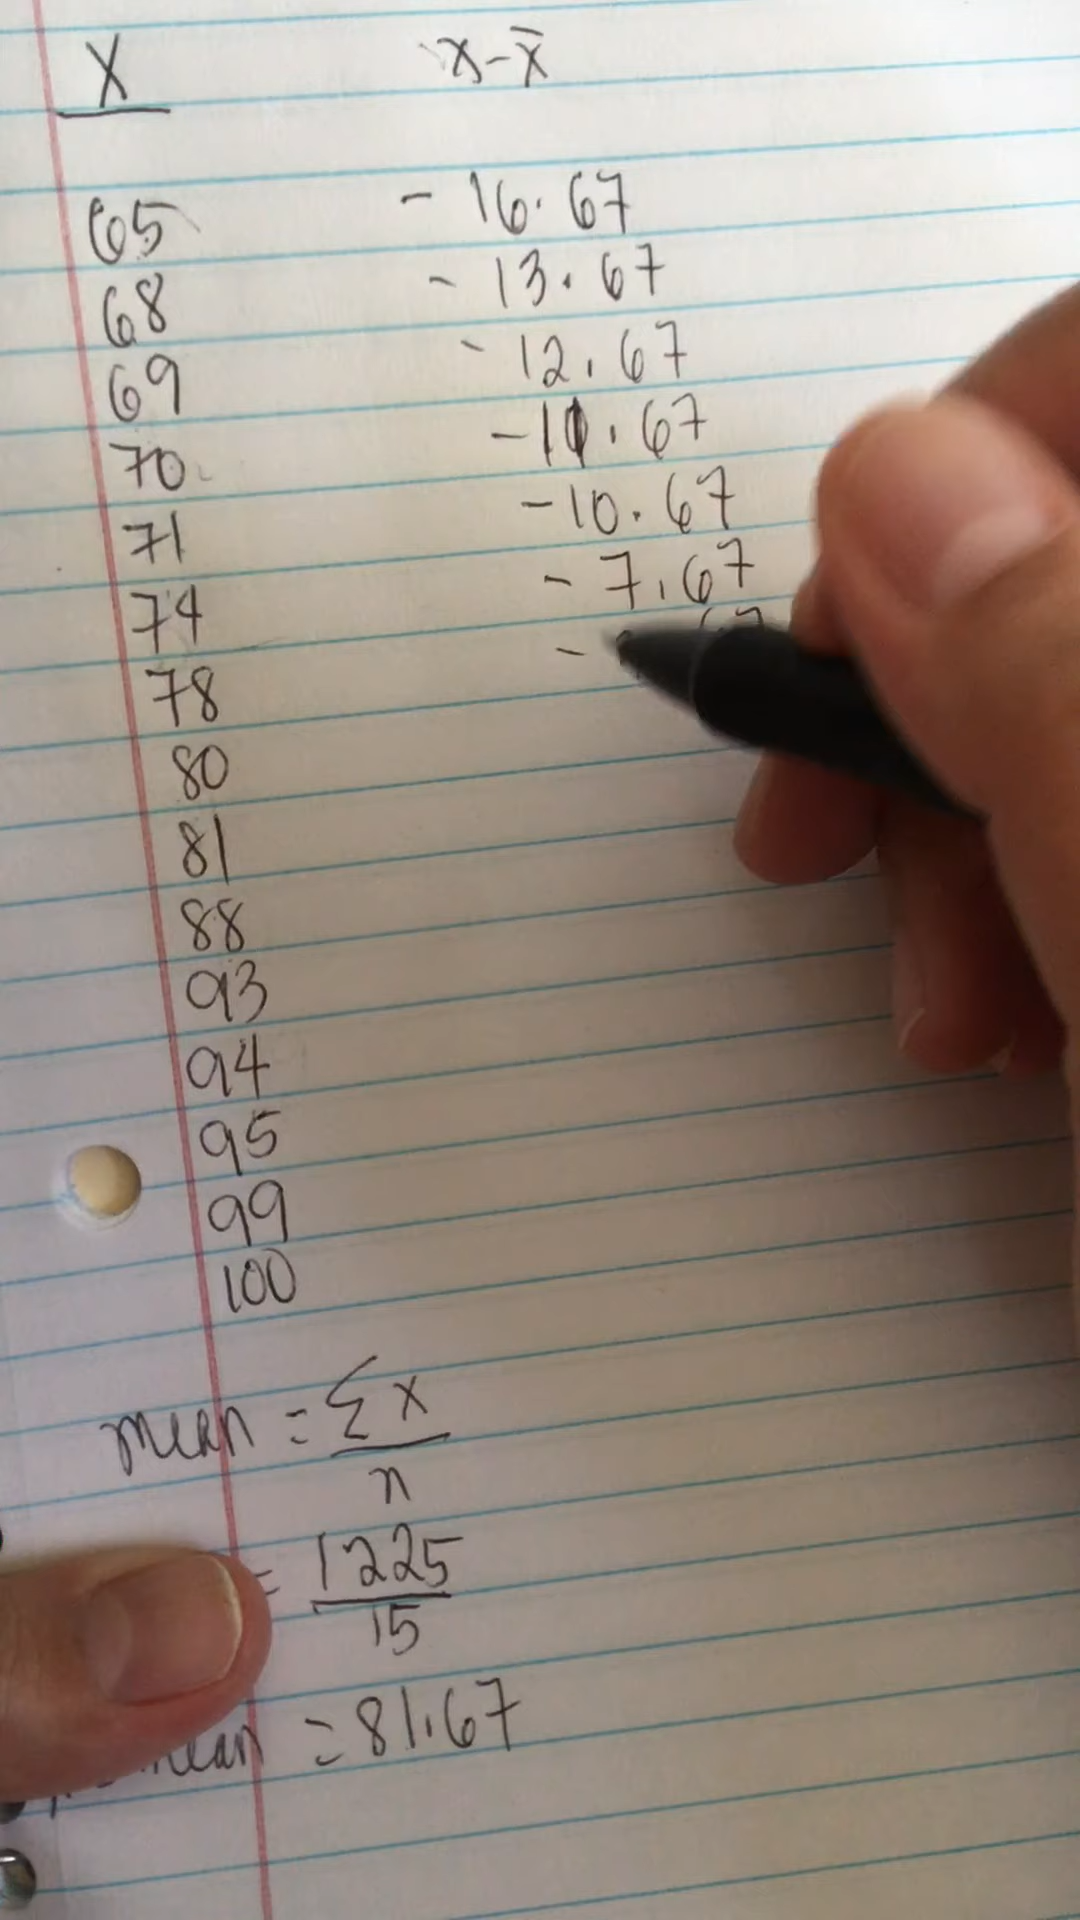 X x-x̄
65 - 16.67
68 - 13.67
69 - 12.67
70 - 11.67
71 - 10.67
74 - 7.67
78 -
80
81
88
93
94
95
99
100
mean = Σx
n
= 1225
15
mean = 81.67